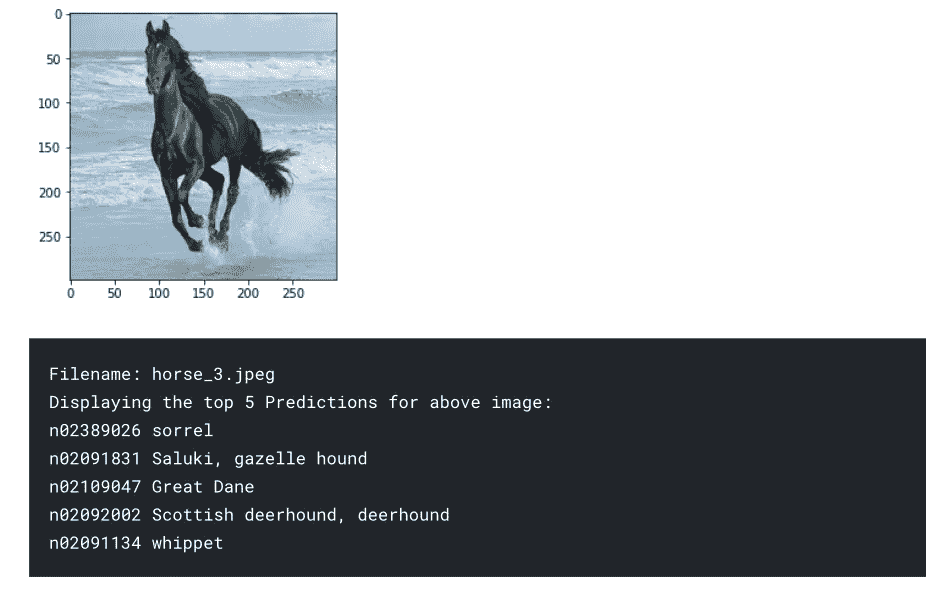 0
50
100
150
200
250
0 50 100 150 200 250
Filename: horse_3.jpeg
Displaying the top 5 Predictions for above image:
n02389026 sorrel
n02091831 Saluki, gazelle hound
n02109047 Great Dane
n02092002 Scottish deerhound, deerhound
n02091134 whippet